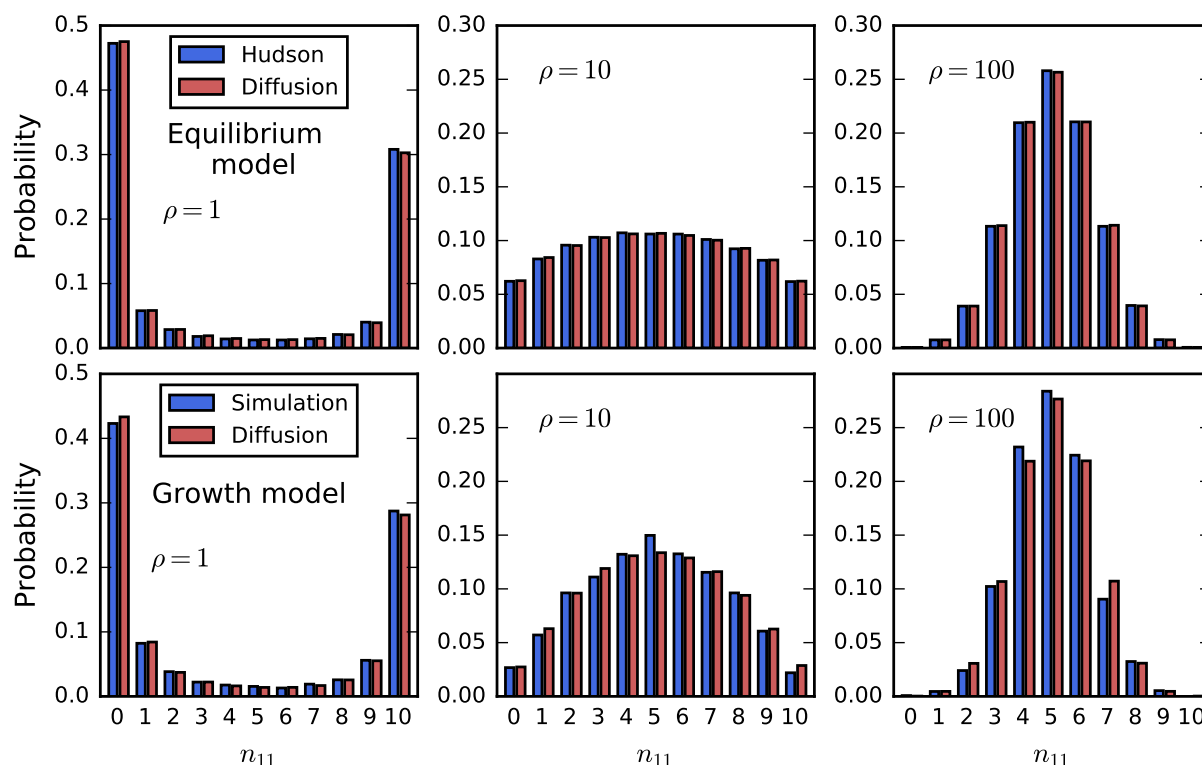 0.5
0.4
0.3
0.2
0.1
0.0
Probability
Hudson
Diffusion
Equilibrium
model
ρ = 1
0.30
0.25
0.20
0.15
0.10
0.05
0.00
ρ = 10
0.30
0.25
0.20
0.15
0.10
0.05
0.00
ρ = 100
0.5
0.4
0.3
0.2
0.1
0.0
Probability
Simulation
Diffusion
Growth model
ρ = 1
0 1 2 3 4 5 6 7 8 9 10
n₁₁
0.25
0.20
0.15
0.10
0.05
0.00
ρ = 10
0 1 2 3 4 5 6 7 8 9 10
n₁₁
0.25
0.20
0.15
0.10
0.05
0.00
ρ = 100
0 1 2 3 4 5 6 7 8 9 10
n₁₁